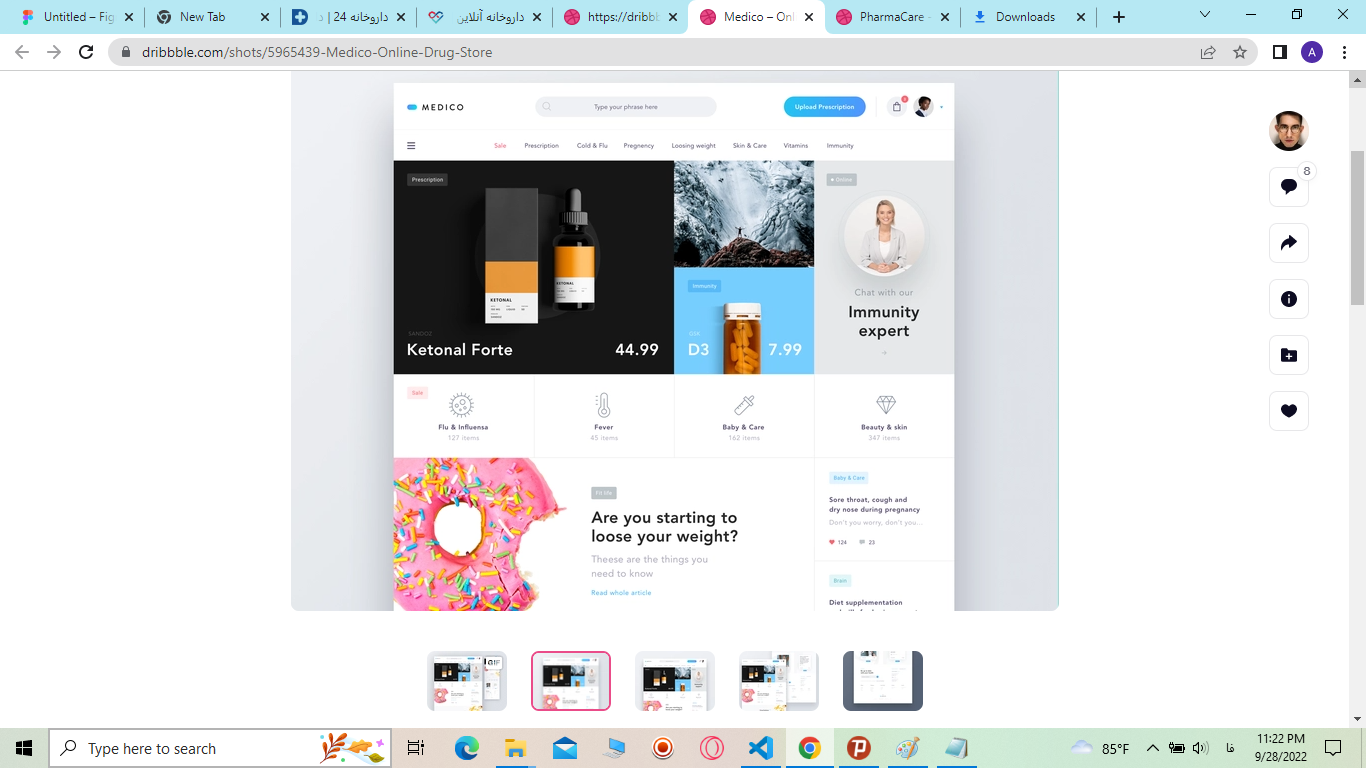 Untitled – Fig
New Tab
داروخانه 24 | د
داروخانه آنلاین
https://dribb
Medico – Onl
PharmaCare -
Downloads
dribbble.com/shots/5965439-Medico-Online-Drug-Store
A
MEDICO
Type your phrase here
Upload Prescription
Sale
Prescription
Cold & Flu
Pregnency
Loosing weight
Skin & Care
Vitamins
Immunity
Prescription
KETONAL
KETONAL
SANDOZ
Ketonal Forte
44.99
Immunity
GSK
D3
7.99
Online
Chat with our
Immunity
expert
Sale
Flu & Influensa
127 items
Fever
45 items
Baby & Care
162 items
Beauty & skin
347 items
Fit life
Are you starting to
loose your weight?
Theese are the things you
need to know
Read whole article
Baby & Care
Sore throat, cough and
dry nose during pregnancy
Don't you worry, don't you...
124
23
Brain
Diet supplementation
8
GIF
Type here to search
85°F
فا
11:22 PM
9/28/2022